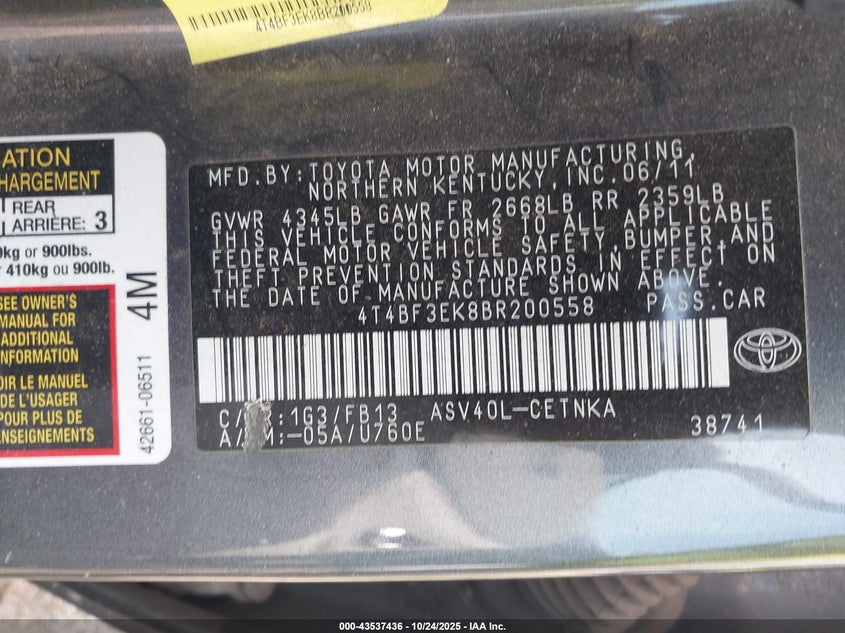 4T4BF3EK8BR200558
ATION
HARGEMENT
REAR
ARRIÈRE: 3
kg or 900lbs.
410kg ou 900lb.
SEE OWNER'S
MANUAL FOR
ADDITIONAL
INFORMATION
OIR LE MANUEL
DE L'USAGER
POUR PLUS DE
RENSEIGNEMENTS
4M
42661-06511
MFD.BY:TOYOTA MOTOR MANUFACTURING,
NORTHERN KENTUCKY,INC.06/11
GVWR 4345LB GAWR FR 2668LB RR 2359LB
THIS VEHICLE CONFORMS TO ALL APPLICABLE
FEDERAL MOTOR VEHICLE SAFETY,BUMPER,AND
THEFT PREVENTION STANDARDS IN EFFECT ON
THE DATE OF MANUFACTURE SHOWN ABOVE.
4T4BF3EK8BR200558 PASS.CAR
C/ :1G3/FB13 ASV40L-CETNKA
A/ M:-05A/U760E 38741
000-43537436 - 10/24/2025 - IAA Inc.